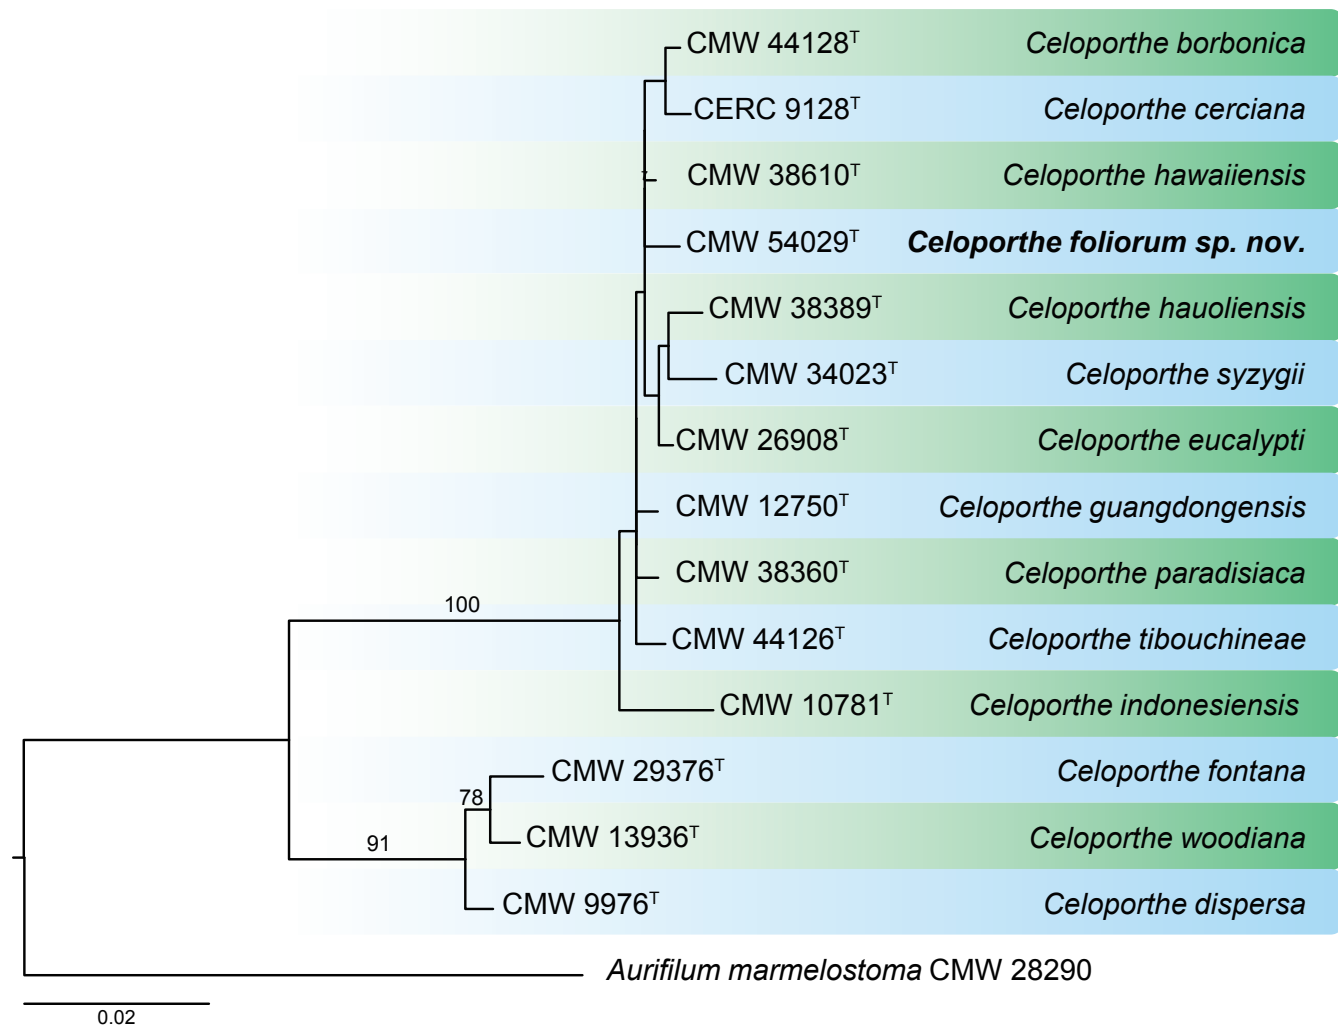 CMW 44128ᵀ Celoporthe borbonica
CERC 9128ᵀ Celoporthe cerciana
CMW 38610ᵀ Celoporthe hawaiiensis
CMW 54029ᵀ Celoporthe foliorum sp. nov.
CMW 38389ᵀ Celoporthe hauoliensis
CMW 34023ᵀ Celoporthe syzygii
CMW 26908ᵀ Celoporthe eucalypti
CMW 12750ᵀ Celoporthe guangdongensis
CMW 38360ᵀ Celoporthe paradisiaca
100
CMW 44126ᵀ Celoporthe tibouchineae
CMW 10781ᵀ Celoporthe indonesiensis
CMW 29376ᵀ Celoporthe fontana
78
CMW 13936ᵀ Celoporthe woodiana
91
CMW 9976ᵀ Celoporthe dispersa
Aurifilum marmelostoma CMW 28290
0.02